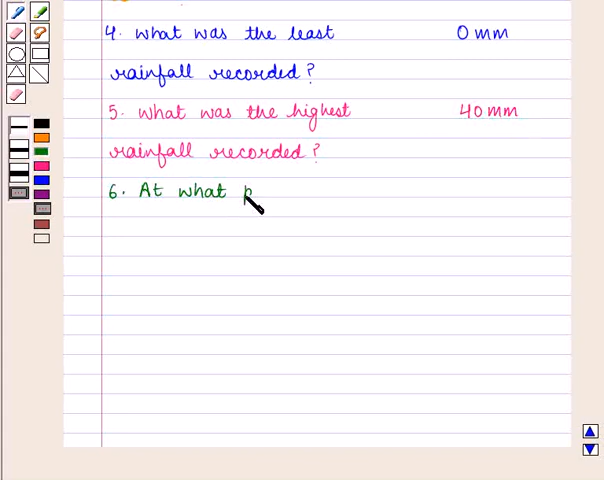 4. What was the least 0 mm
rainfall recorded?
5. What was the highest 40 mm
rainfall recorded?
6. At what p